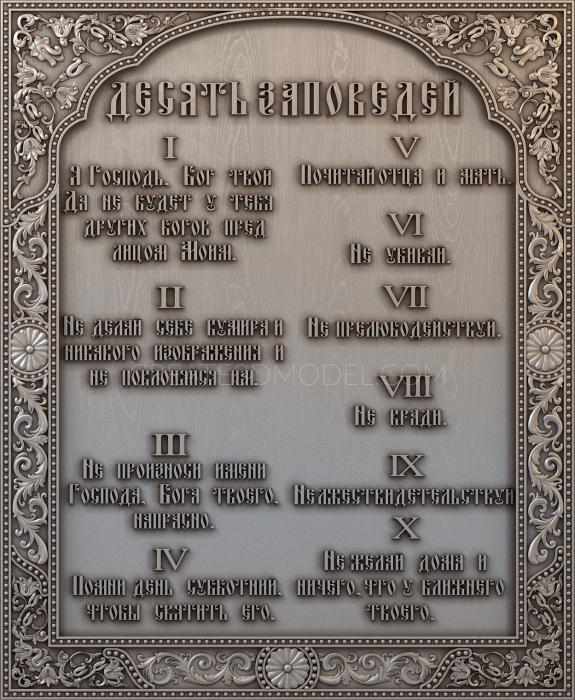 ДЕСЯТЬ ЗАПОВЕДЕЙ
I
Я Господь, Бог твой
Да не будет у тебя
других богов пред
лицом Моим.
II
Не делай себе кумира и
никакого изображения и
не поклоняйся им.
III
Не произноси имени
Господа, Бога твоего,
напрасно.
IV
Помни день субботний,
чтобы святить его.
V
Почитай отца и мать.
VI
Не убивай.
VII
Не прелюбодействуй.
VIII
Не кради.
IX
Нелжествидетельствуй
X
Не желай дома и
ничего, что у ближнего
твоего.